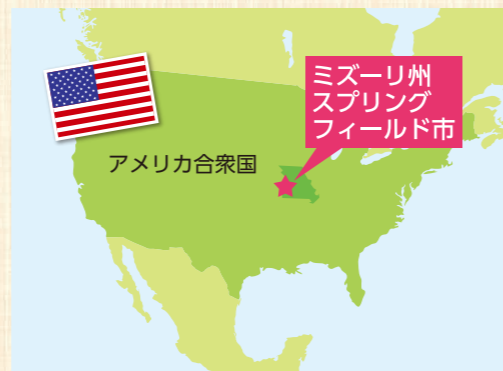 ミズーリ州
スプリング
フィールド市
アメリカ合衆国